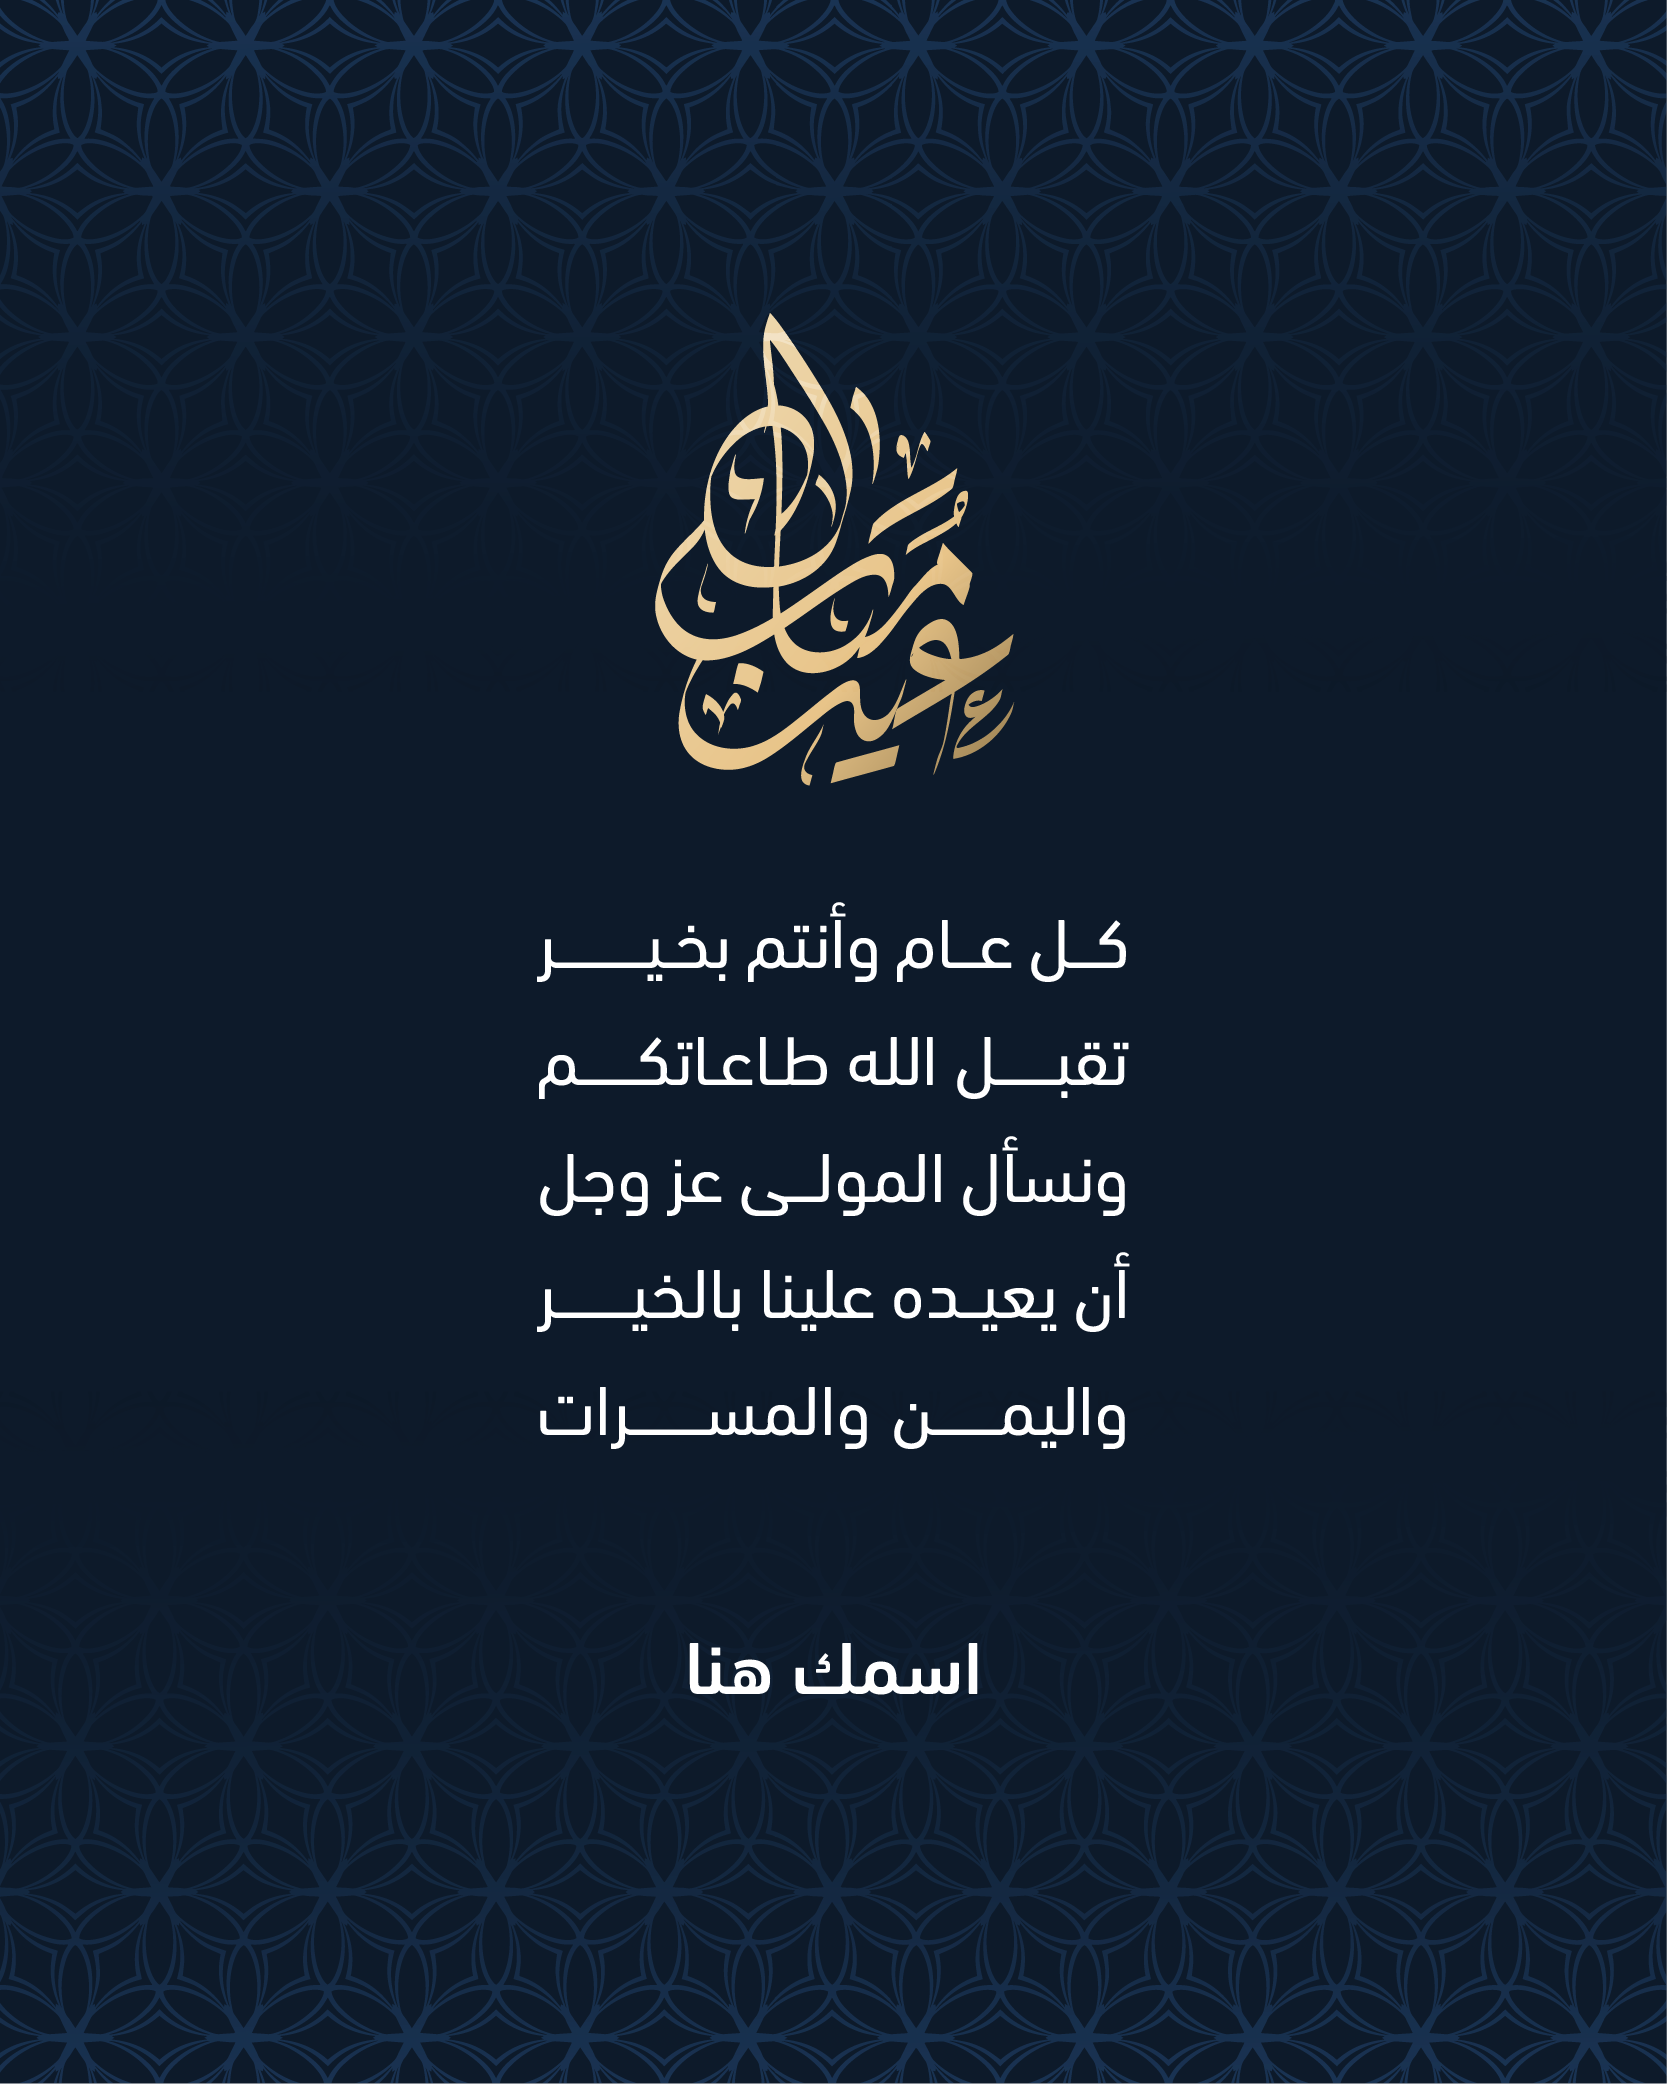 عيد مبارك
كـل عـام وأنتم بخيـــر
تقبـــل الله طاعاتكـــم
ونسأل المولـى عز وجل
أن يعيـده علينا بالخيـــر
واليمـــن والمســـرات
اسمك هنا